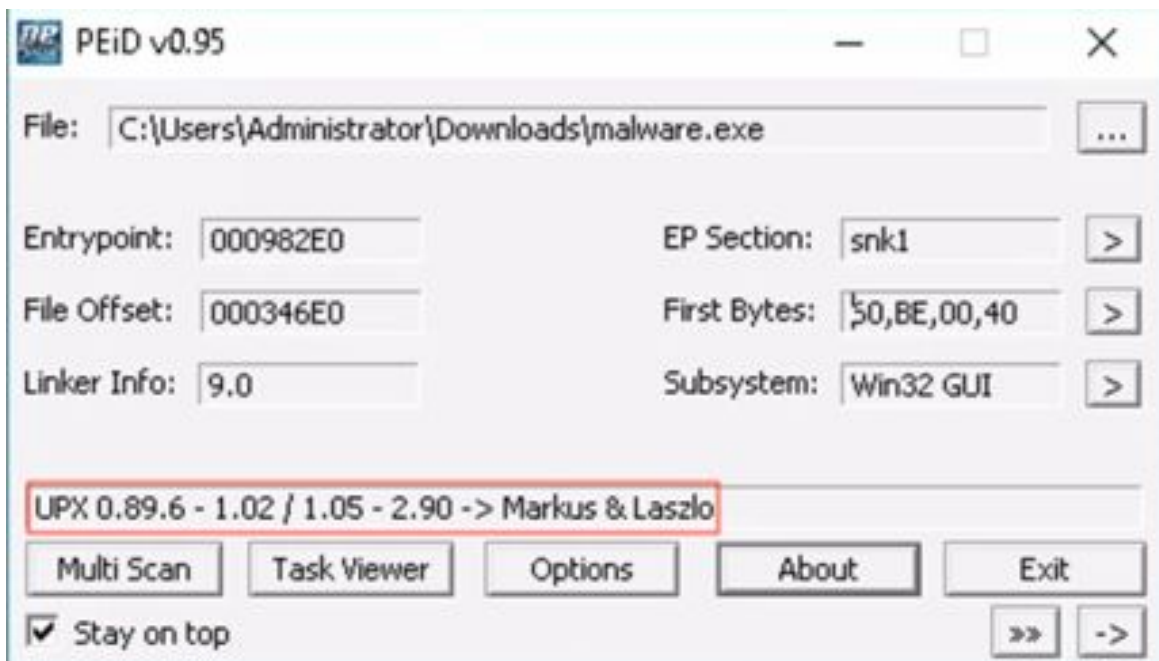 PEiD v0.95
File: C:\Users\Administrator\Downloads\malware.exe ...
Entrypoint: 000982E0 EP Section: snk1 >
File Offset: 000346E0 First Bytes: 60,BE,00,40 >
Linker Info: 9.0 Subsystem: Win32 GUI >
UPX 0.89.6 - 1.02 / 1.05 - 2.90 -> Markus & Laszlo
Multi Scan Task Viewer Options About Exit
Stay on top >> ->